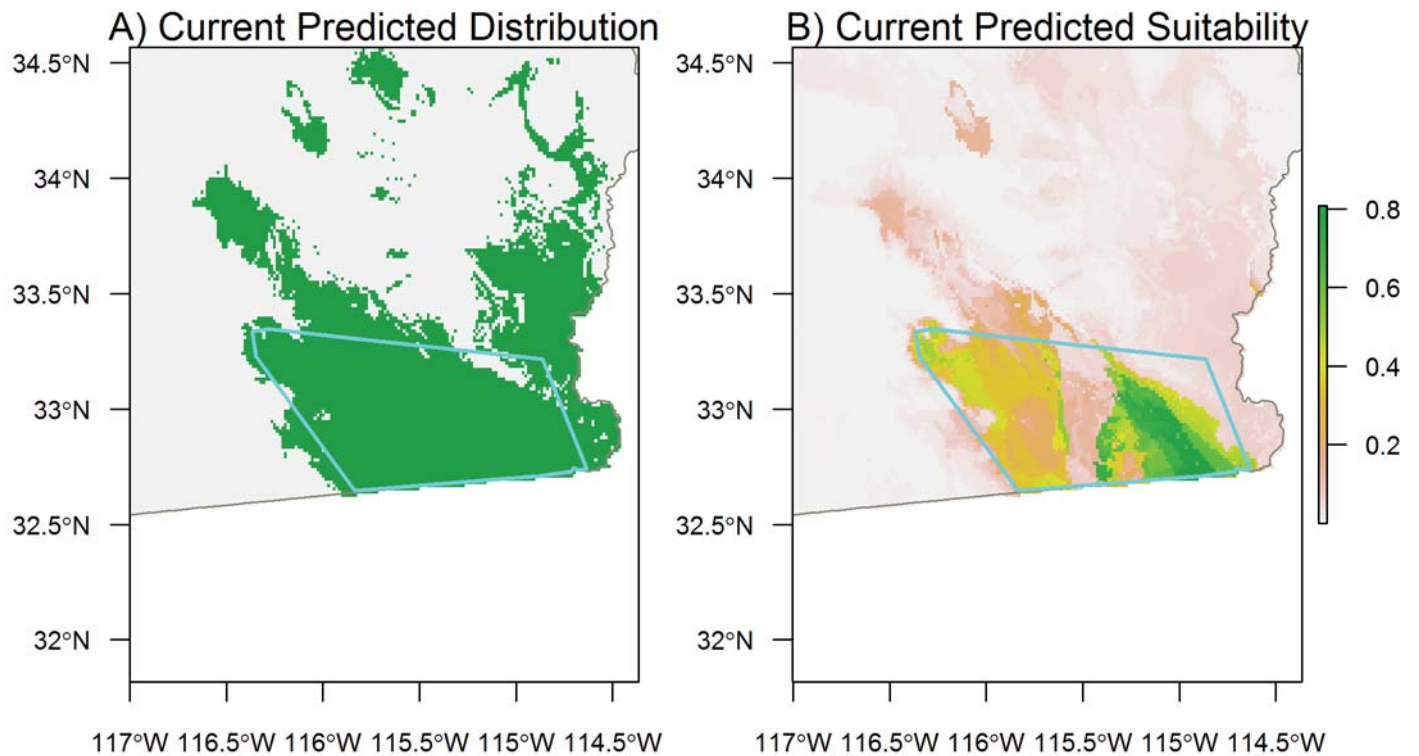 A) Current Predicted Distribution
B) Current Predicted Suitability
34.5°N
34°N
33.5°N
33°N
32.5°N
32°N
117°W 116.5°W 116°W 115.5°W 115°W 114.5°W
34.5°N
34°N
33.5°N
33°N
32.5°N
32°N
117°W 116.5°W 116°W 115.5°W 115°W 114.5°W
0.8
0.6
0.4
0.2